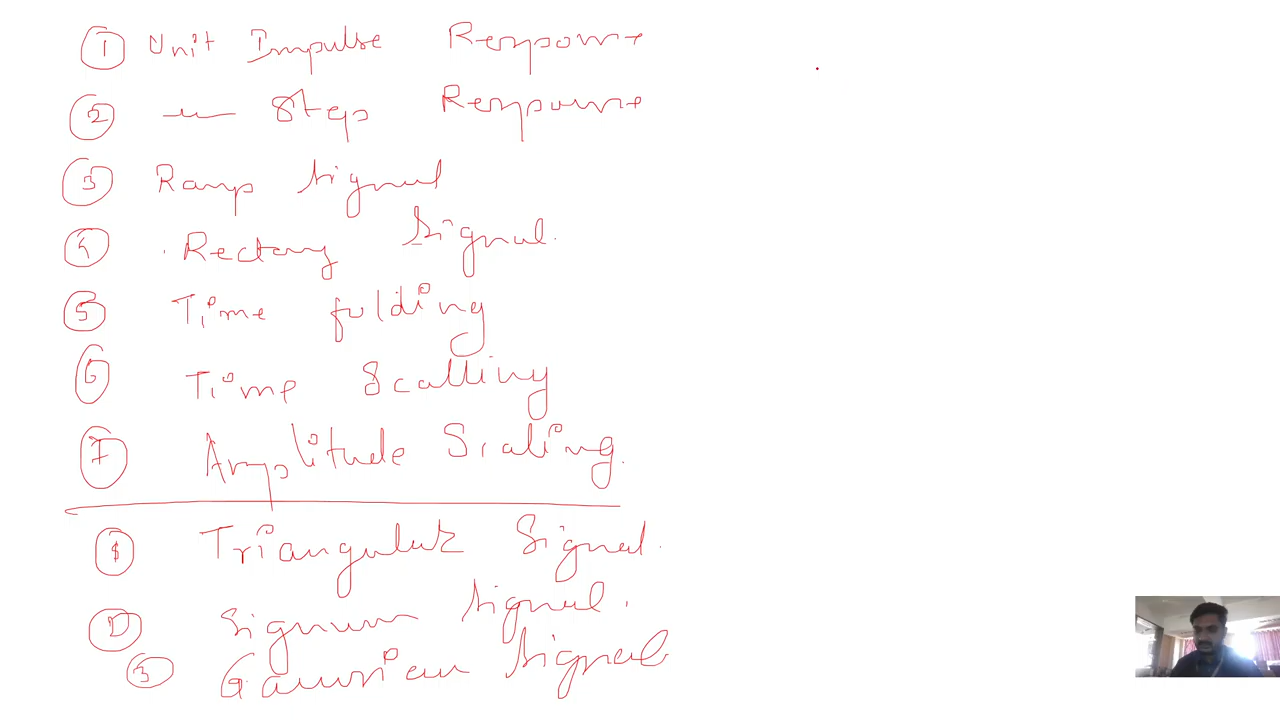 1 Unit Impulse Response
2 —〃— Step Response
3 Ramp Signal
4 Rectang Signal.
5 Time folding
6 Time Scalling
7 Amplitude Scaling.
Triangular Signal.
Signum Signal.
3 Gaussian Signal